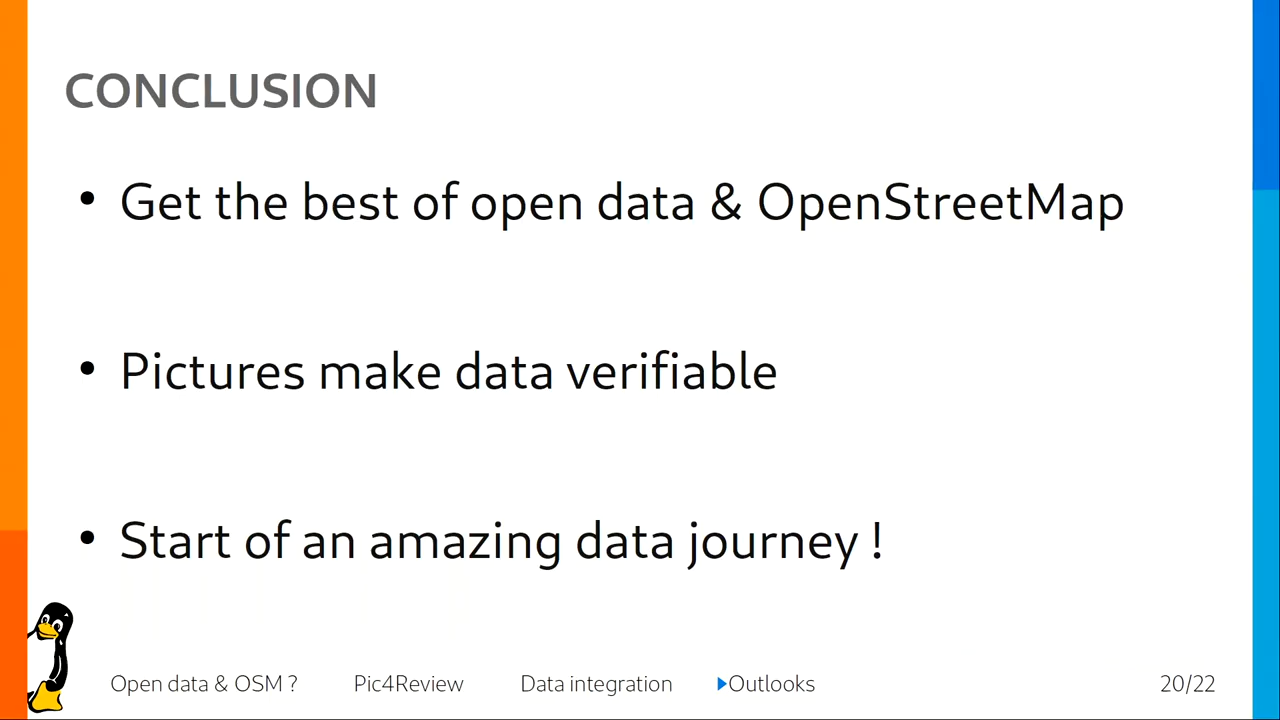 CONCLUSION
• Get the best of open data & OpenStreetMap
• Pictures make data verifiable
• Start of an amazing data journey !
Open data & OSM ? Pic4Review Data integration Outlooks 20/22